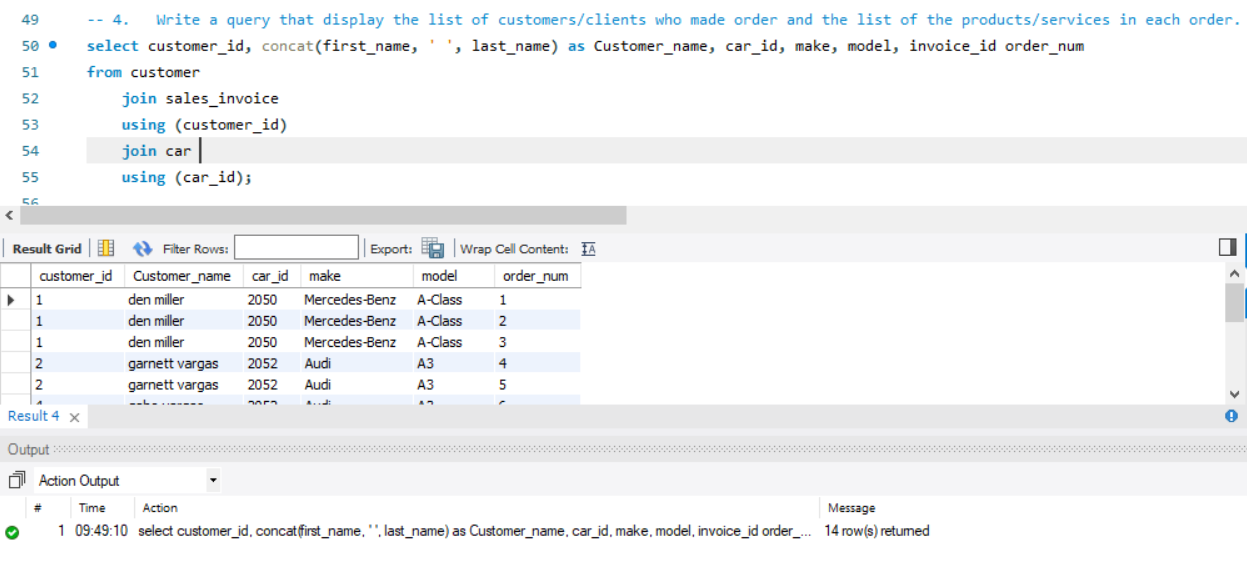 49 -- 4. Write a query that display the list of customers/clients who made order and the list of the products/services in each order.
50 select customer_id, concat(first_name, ' ', last_name) as Customer_name, car_id, make, model, invoice_id order_num
51 from customer
52 join sales_invoice
53 using (customer_id)
54 join car
55 using (car_id);
56
Result Grid Filter Rows: Export: Wrap Cell Content: IA
customer_id Customer_name car_id make model order_num
1 den miller 2050 Mercedes-Benz A-Class 1
1 den miller 2050 Mercedes-Benz A-Class 2
1 den miller 2050 Mercedes-Benz A-Class 3
2 garnett vargas 2052 Audi A3 4
2 garnett vargas 2052 Audi A3 5
Result 4
Output
Action Output
# Time Action Message
1 09:49:10 select customer_id, concat(first_name, ' ', last_name) as Customer_name, car_id, make, model, invoice_id order_... 14 row(s) returned